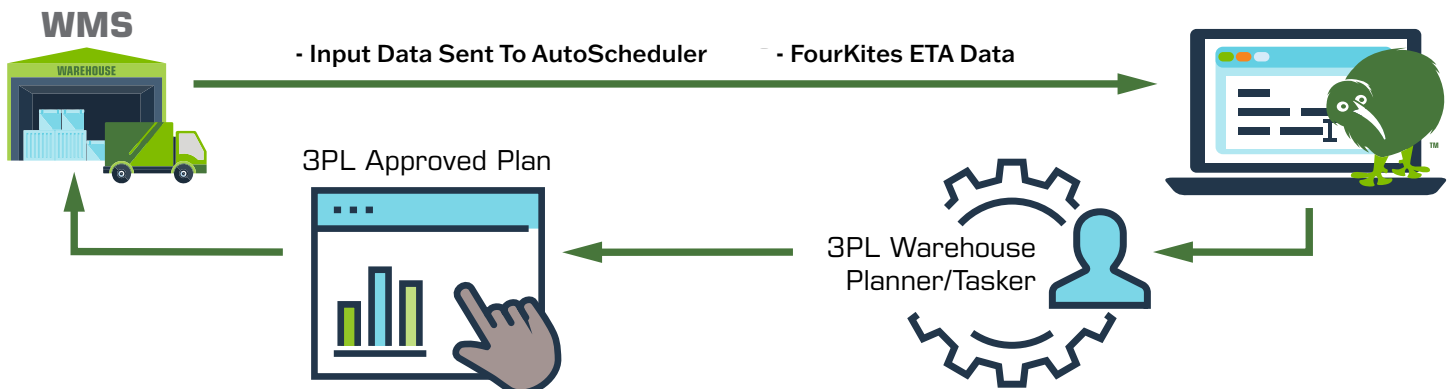 WMS
WAREHOUSE
- Input Data Sent To AutoScheduler - FourKites ETA Data
TM
3PL Approved Plan
3PL Warehouse
Planner/Tasker